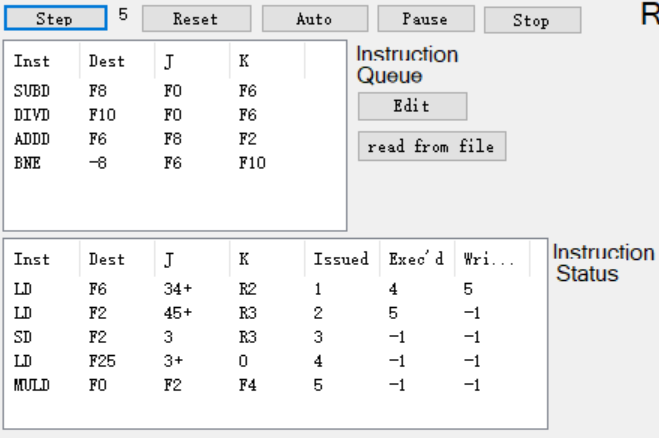 Step 5 Reset Auto Pause Stop R
Instruction
Queue
Inst Dest J K
SUBD F8 F0 F6
DIVD F10 F0 F6
ADDD F6 F8 F2
BNE -8 F6 F10
Edit
read from file
Instruction
Status
Inst Dest J K Issued Exec'd Wri...
LD F6 34+ R2 1 4 5
LD F2 45+ R3 2 5 -1
SD F2 3 R3 3 -1 -1
LD F25 3+ 0 4 -1 -1
MULD F0 F2 F4 5 -1 -1